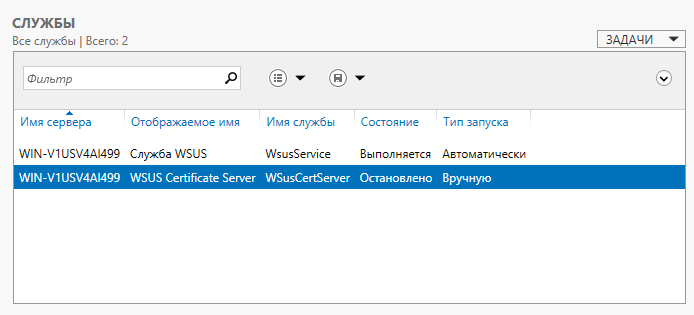 СЛУЖБЫ
Все службы | Всего: 2
ЗАДАЧИ
Фильтр
Имя сервера Отображаемое имя Имя службы Состояние Тип запуска
WIN-V1USV4AI499 Служба WSUS WsusService Выполняется Автоматически
WIN-V1USV4AI499 WSUS Certificate Server WSusCertServer Остановлено Вручную